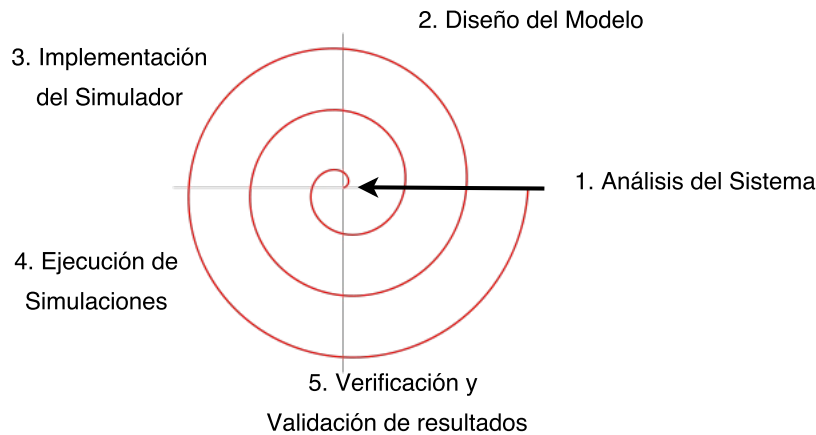 2. Diseño del Modelo
3. Implementación
del Simulador
1. Análisis del Sistema
4. Ejecución de
Simulaciones
5. Verificación y
Validación de resultados